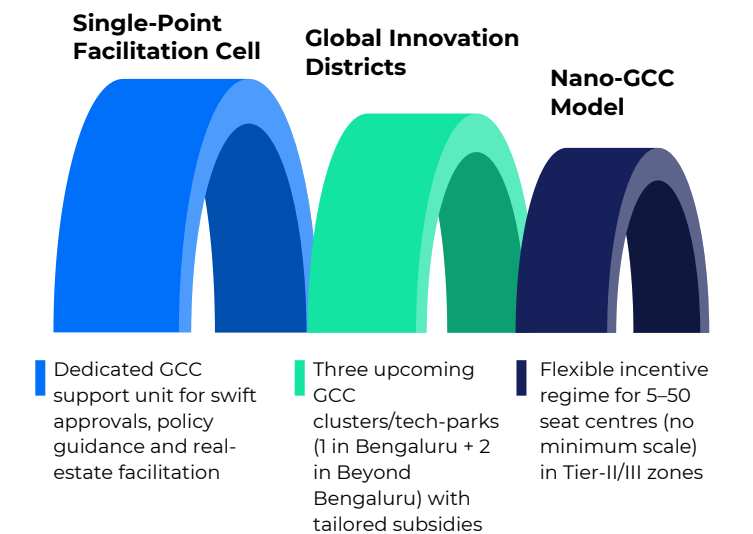 Single-Point
Facilitation Cell
Global Innovation
Districts
Nano-GCC
Model
Dedicated GCC
support unit for swift
approvals, policy
guidance and real-
estate facilitation
Three upcoming
GCC
clusters/tech-parks
(1 in Bengaluru + 2
in Beyond
Bengaluru) with
tailored subsidies
Flexible incentive
regime for 5–50
seat centres (no
minimum scale)
in Tier-II/III zones